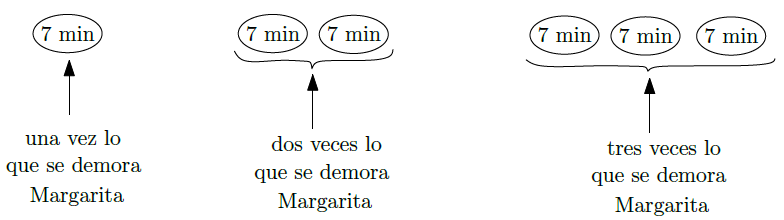 7 min
una vez lo
que se demora
Margarita
7 min 7 min
dos veces lo
que se demora
Margarita
7 min 7 min 7 min
tres veces lo
que se demora
Margarita